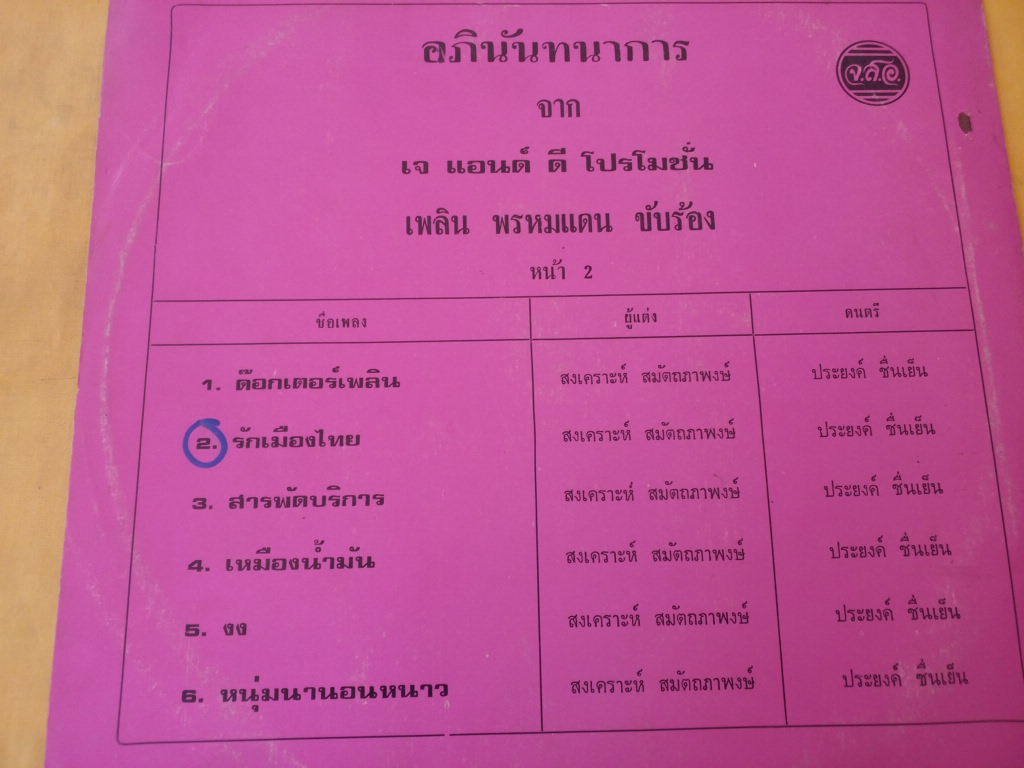 อภินันทนาการ
จ.ส.อ.
จาก
เจ แอนด์ ดี โปรโมชั่น
เพลิน พรหมแดน ขับร้อง
หน้า 2
ชื่อเพลง ผู้แต่ง ดนตรี
1. ด๊อกเตอร์เพลิน สงเคราะห์ สมัตถภาพงษ์ ประยงค์ ชื่นเย็น
2. รักเมืองไทย สงเคราะห์ สมัตถภาพงษ์ ประยงค์ ชื่นเย็น
3. สารพัดบริการ สงเคราะห์ สมัตถภาพงษ์ ประยงค์ ชื่นเย็น
4. เหมืองน้ำมัน สงเคราะห์ สมัตถภาพงษ์ ประยงค์ ชื่นเย็น
5. งง สงเคราะห์ สมัตถภาพงษ์ ประยงค์ ชื่นเย็น
6. หนุ่มนานอนหนาว สงเคราะห์ สมัตถภาพงษ์ ประยงค์ ชื่นเย็น